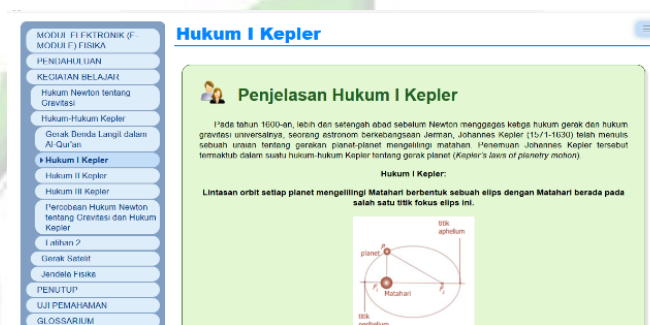 MODUL ELEKTRONIK (E-
MODULE) FISIKA
PENDAHULUAN
KEGIATAN BELAJAR
Hukum Newton tentang
Gravitasi
Hukum-Hukum Kepler
Gerak Benda Langit dalam
Al-Qur'an
Hukum I Kepler
Hukum II Kepler
Hukum III Kepler
Percobaan Hukum Newton
tentang Gravitasi dan Hukum
Kepler
Latihan 2
Gerak Satelit
Jendela Fisika
PENUTUP
UJI PEMAHAMAN
GLOSSARIUM
Hukum I Kepler
Penjelasan Hukum I Kepler
Pada tahun 1600-an, lebih dan setengah abad sebelum Newton menggagas ketiga hukum gerak dan hukum
gravitasi universalnya, seorang astronom berkebangsaan Jerman, Johannes Kepler (1571-1630) telah menulis
sebuah uraian tentang gerakan planet-planet mengelilingi matahari. Penemuan Johannes Kepler tersebut
termaktub dalam suatu hukum-hukum Kepler tentang gerak planet (Kepler's laws of planetry motion).
Hukum I Kepler:
Lintasan orbit setiap planet mengelilingi Matahari berbentuk sebuah elips dengan Matahari berada pada
salah satu titik fokus elips ini.
titik
aphelium
planet
P
F1
F2
Matahari
titik
perihelium